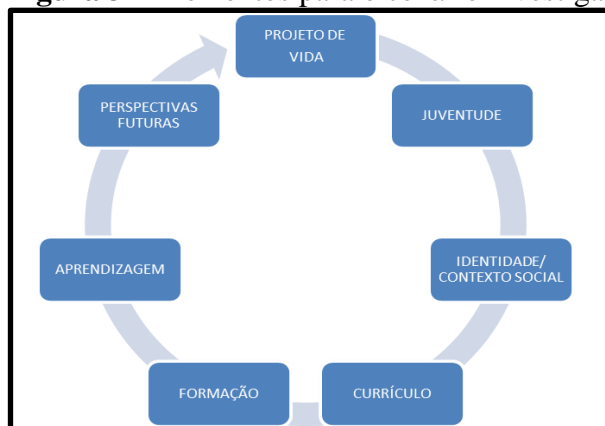 PROJETO DE
VIDA
JUVENTUDE
IDENTIDADE/
CONTEXTO SOCIAL
CURRÍCULO
FORMAÇÃO
APRENDIZAGEM
PERSPECTIVAS
FUTURAS